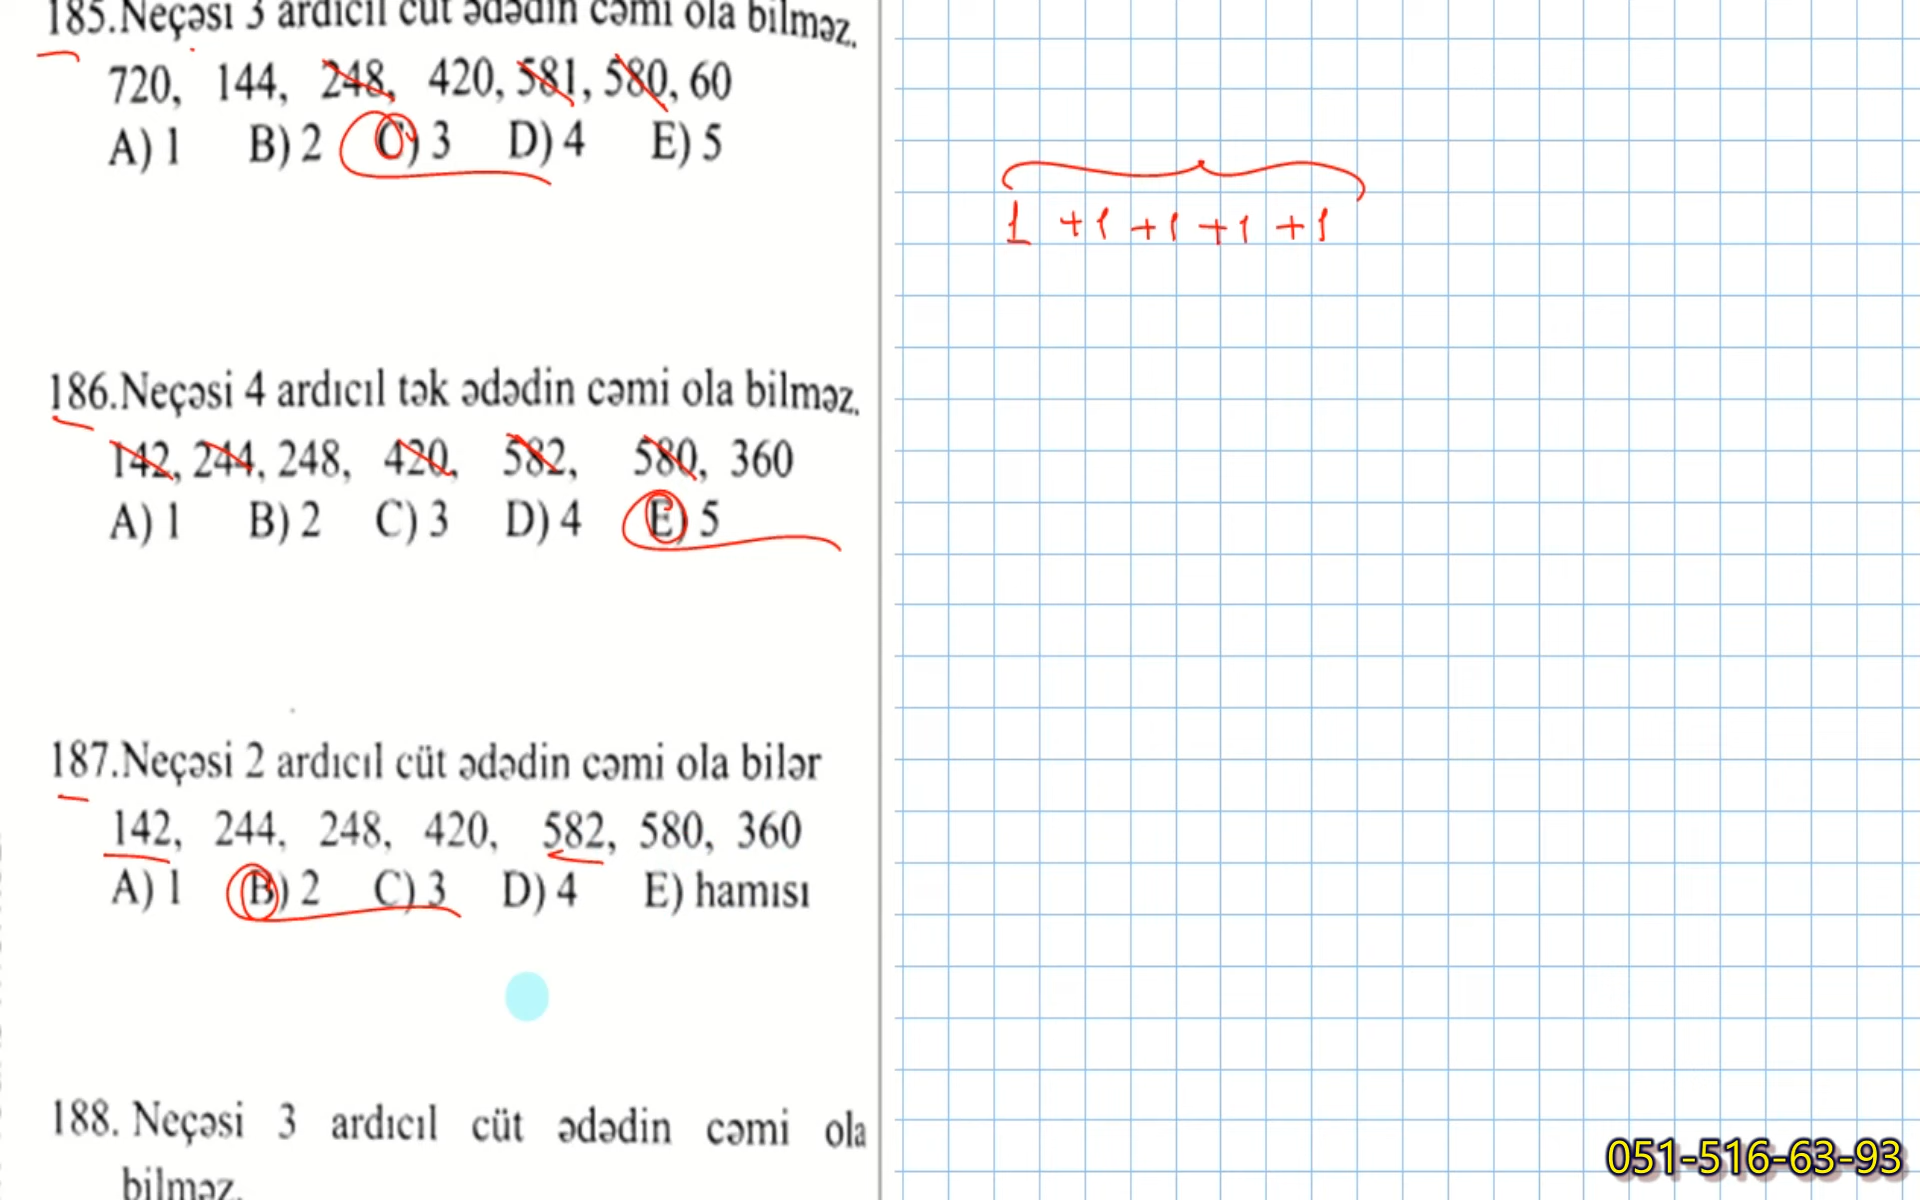 185.Neçəsi 3 ardıcıl cüt ədədin cəmi ola bilməz.
720, 144, 248, 420, 581, 580, 60
A) 1 B) 2 C) 3 D) 4 E) 5
1 +1 +1 +1 +1
186.Neçəsi 4 ardıcıl tək ədədin cəmi ola bilməz.
142, 244, 248, 420, 582, 580, 360
A) 1 B) 2 C) 3 D) 4 E) 5
187.Neçəsi 2 ardıcıl cüt ədədin cəmi ola bilər
142, 244, 248, 420, 582, 580, 360
A) 1 B) 2 C) 3 D) 4 E) hamısı
188. Neçəsi 3 ardıcıl cüt ədədin cəmi ola
bilməz.
051-516-63-93